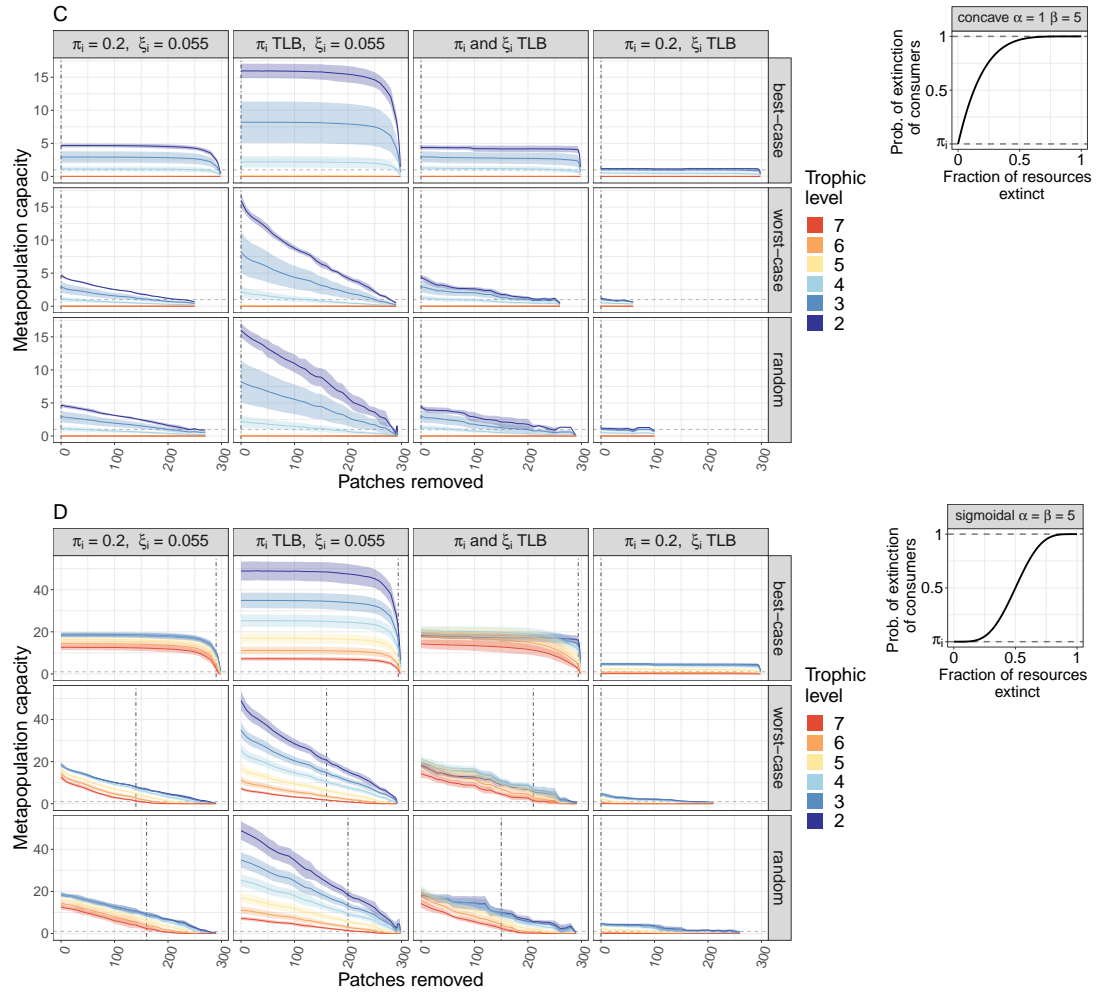 C
πi = 0.2, ξi = 0.055
πi TLB, ξi = 0.055
πi and ξi TLB
πi = 0.2, ξi TLB
Metapopulation capacity
15
10
5
0
best−case
15
10
5
0
worst−case
15
10
5
0
random
0
100
200
300
0
100
200
300
0
100
200
300
0
100
200
300
Patches removed
Trophic
level
7
6
5
4
3
2
concave α = 1 β = 5
Prob. of extinction
of consumers
1
0.5
πi
0
0.5
1
Fraction of resources
extinct
D
πi = 0.2, ξi = 0.055
πi TLB, ξi = 0.055
πi and ξi TLB
πi = 0.2, ξi TLB
Metapopulation capacity
40
20
0
best−case
40
20
0
worst−case
40
20
0
random
0
100
200
300
0
100
200
300
0
100
200
300
0
100
200
300
Patches removed
Trophic
level
7
6
5
4
3
2
sigmoidal α = β = 5
Prob. of extinction
of consumers
1
0.5
πi
0
0.5
1
Fraction of resources
extinct